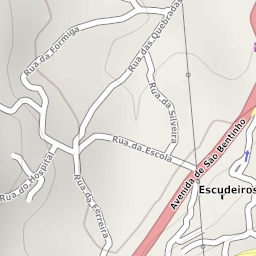 Rua da Formiga
Rua das Quebradas
Rua da Silveira
Rua da Escola
Avenida de São Bentinho
Rua do Hospital
Escudeiros
Rua da Ferreira